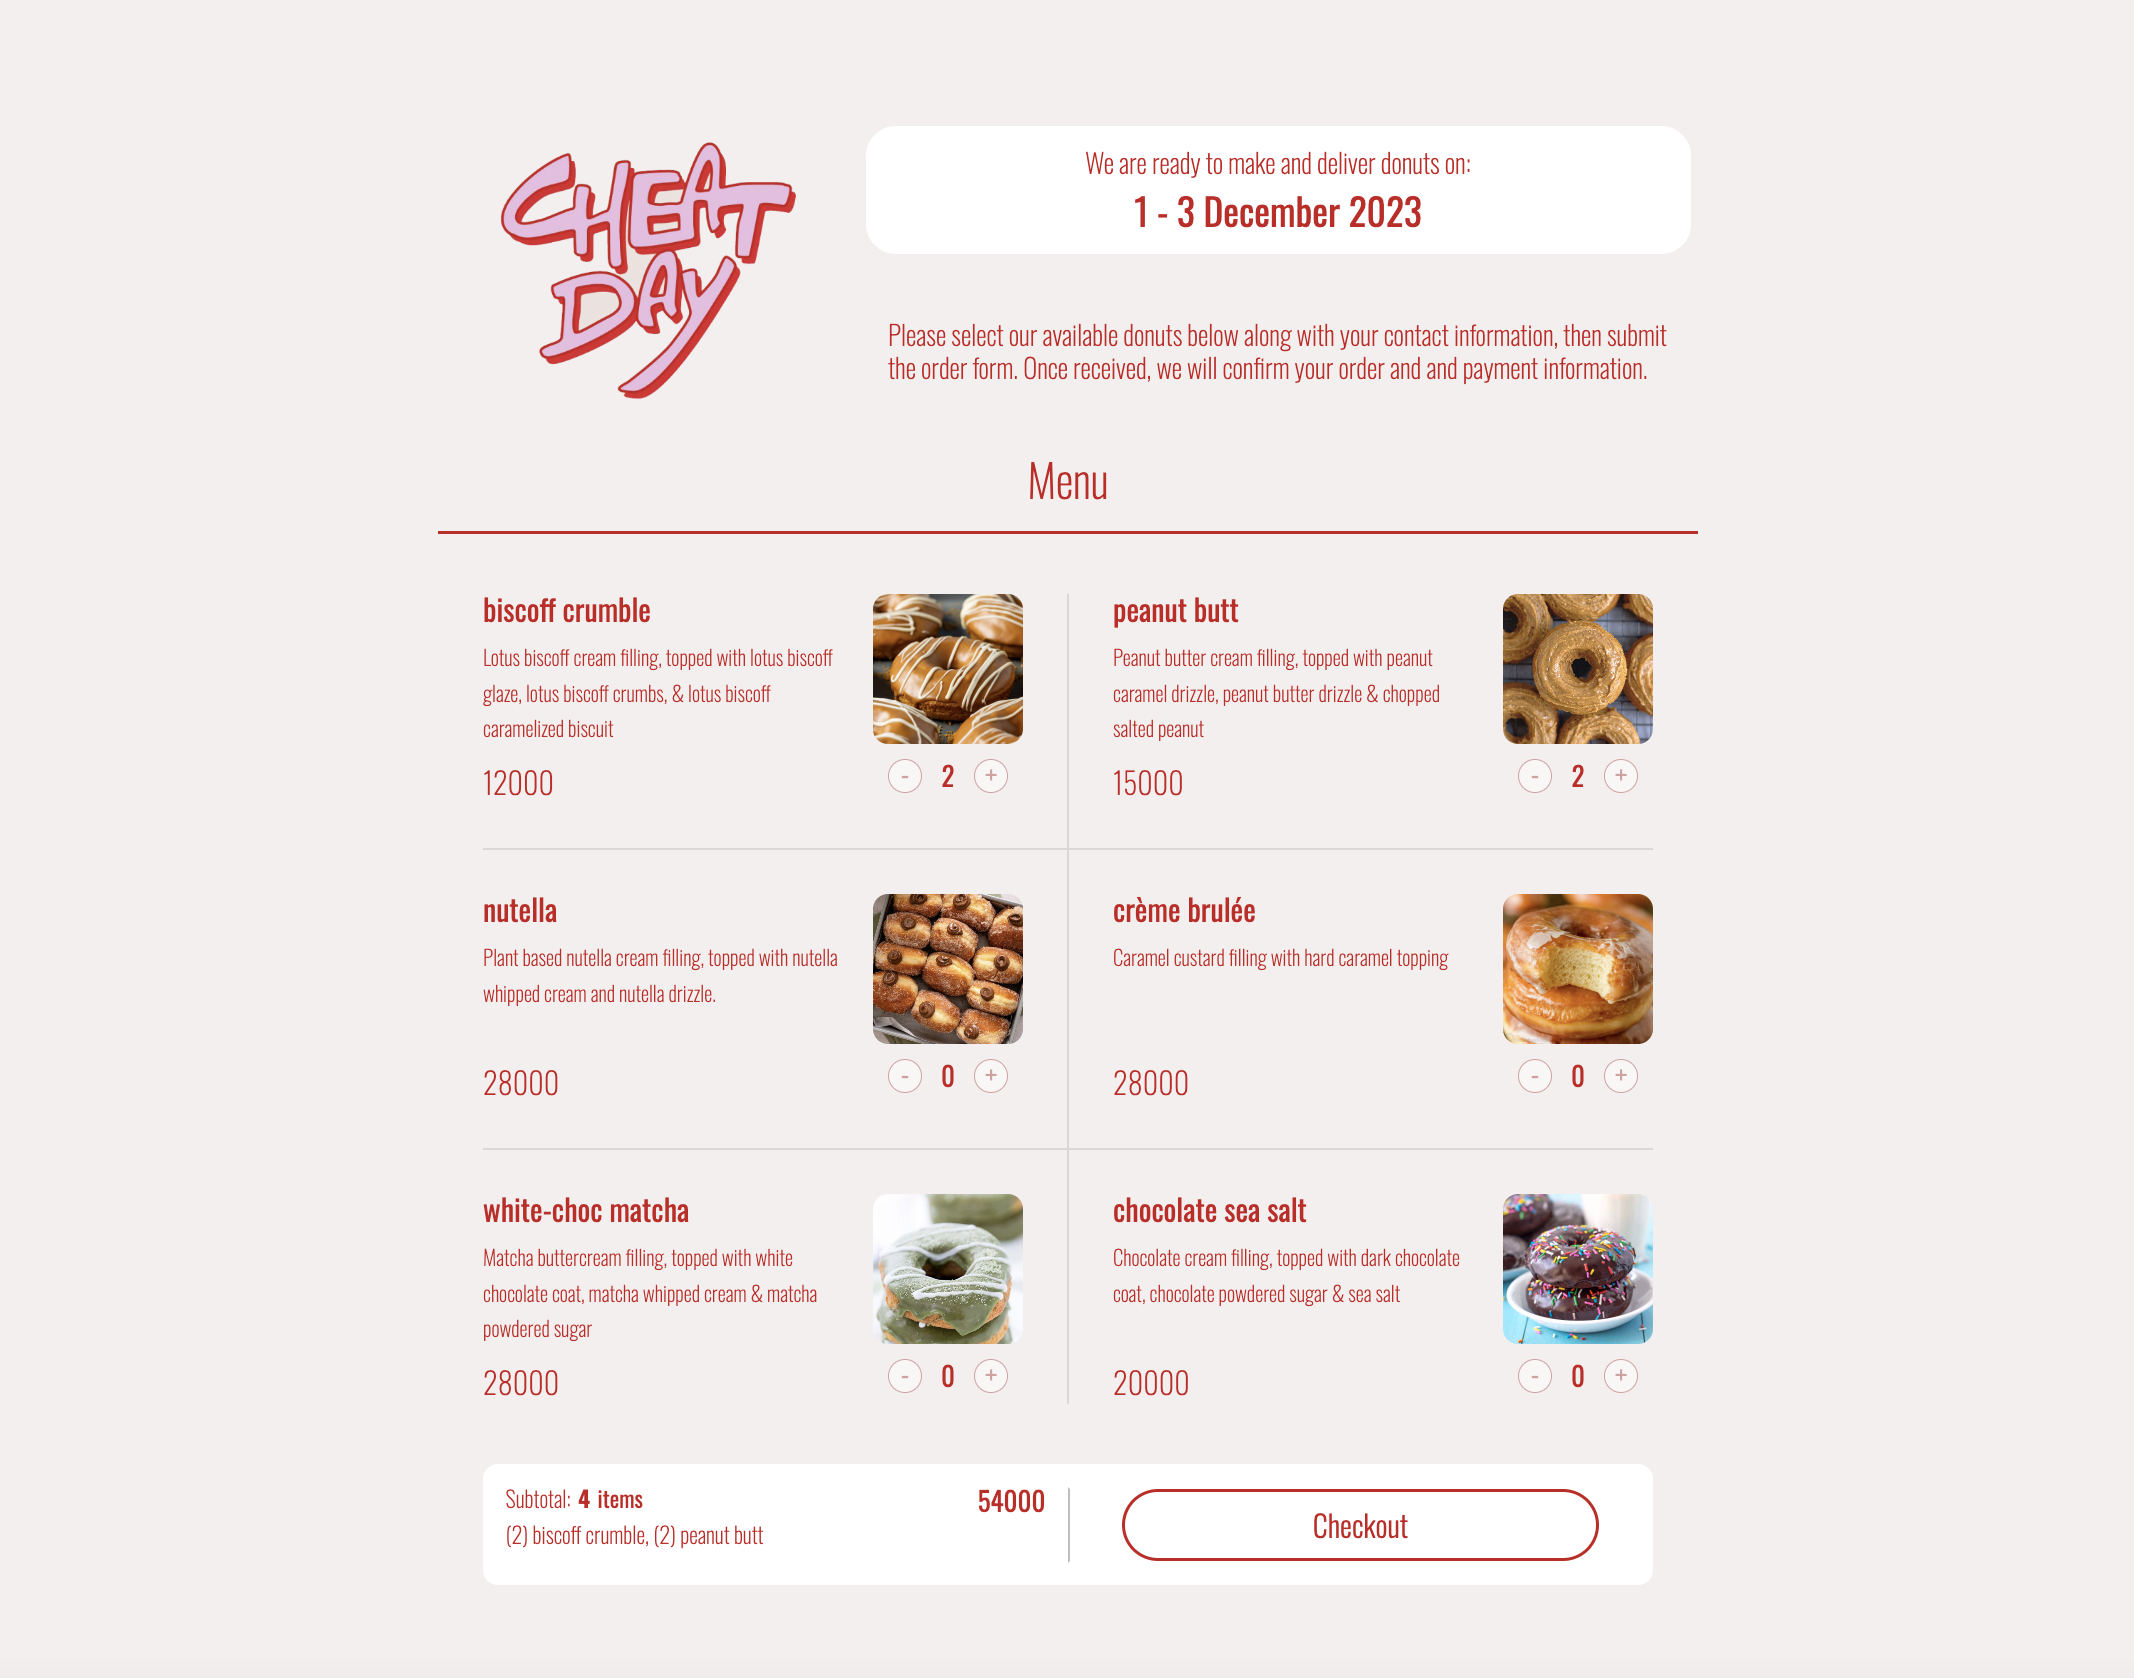 CHEAT
DAY
We are ready to make and deliver donuts on:
1 - 3 December 2023
Please select our available donuts below along with your contact information, then submit
the order form. Once received, we will confirm your order and and payment information.
Menu
biscoff crumble
Lotus biscoff cream filling, topped with lotus biscoff
glaze, lotus biscoff crumbs, & lotus biscoff
caramelized biscuit
12000
- 2 +
peanut butt
Peanut butter cream filling, topped with peanut
caramel drizzle, peanut butter drizzle & chopped
salted peanut
15000
- 2 +
nutella
Plant based nutella cream filling, topped with nutella
whipped cream and nutella drizzle.
28000
- 0 +
crème brulée
Caramel custard filling with hard caramel topping
28000
- 0 +
white-choc matcha
Matcha buttercream filling, topped with white
chocolate coat, matcha whipped cream & matcha
powdered sugar
28000
- 0 +
chocolate sea salt
Chocolate cream filling, topped with dark chocolate
coat, chocolate powdered sugar & sea salt
20000
- 0 +
Subtotal: 4 items
54000
(2) biscoff crumble, (2) peanut butt
Checkout